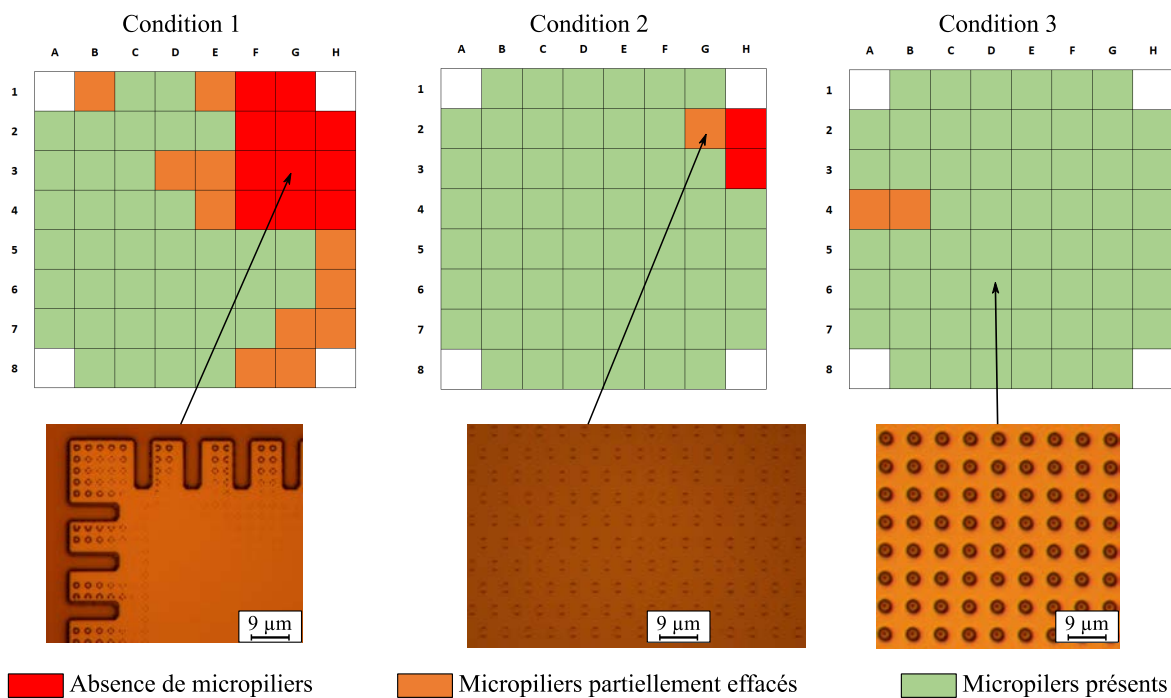 Condition 1
Condition 2
Condition 3
A B C D E F G H
A B C D E F G H
A B C D E F G H
1
2
3
4
5
6
7
8
1
2
3
4
5
6
7
8
1
2
3
4
5
6
7
8
9 µm
9 µm
9 µm
Absence de micropiliers
Micropiliers partiellement effacés
Micropilers présents